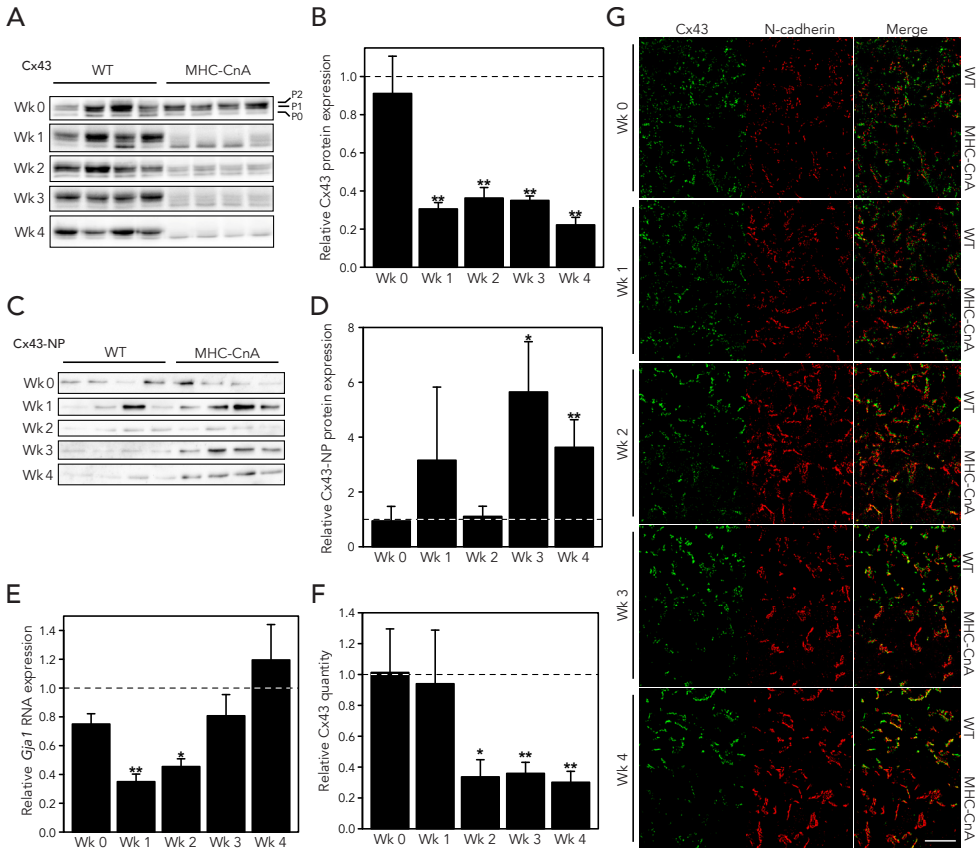 A
Cx43
WT
MHC-CnA
Wk 0
Wk 1
Wk 2
Wk 3
Wk 4
P2
P1
P0
B
Relative Cx43 protein expression
1.0
0.8
0.6
0.4
0.2
0.0
**
**
**
**
Wk 0 Wk 1 Wk 2 Wk 3 Wk 4
C
Cx43-NP
WT
MHC-CnA
Wk 0
Wk 1
Wk 2
Wk 3
Wk 4
D
Relative Cx43-NP protein expression
8
6
4
2
1
0
*
**
Wk 0 Wk 1 Wk 2 Wk 3 Wk 4
E
Relative Gja1 RNA expression
1.4
1.2
1.0
0.8
0.6
0.4
0.2
0.0
**
*
Wk 0 Wk 1 Wk 2 Wk 3 Wk 4
F
Relative Cx43 quantity
1.4
1.2
1.0
0.8
0.6
0.4
0.2
0.0
*
**
**
Wk 0 Wk 1 Wk 2 Wk 3 Wk 4
G
Cx43 N-cadherin Merge
Wk 0
WT
MHC-CnA
Wk 1
WT
MHC-CnA
Wk 2
WT
MHC-CnA
Wk 3
WT
MHC-CnA
Wk 4
WT
MHC-CnA